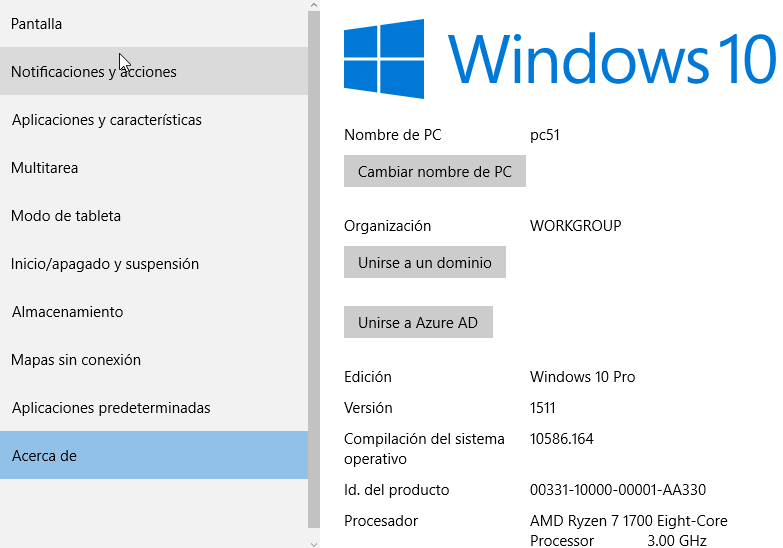 Pantalla
Notificaciones y acciones
Aplicaciones y características
Multitarea
Modo de tableta
Inicio/apagado y suspensión
Almacenamiento
Mapas sin conexión
Aplicaciones predeterminadas
Acerca de
Windows 10
Nombre de PC pc51
Cambiar nombre de PC
Organización WORKGROUP
Unirse a un dominio
Unirse a Azure AD
Edición Windows 10 Pro
Versión 1511
Compilación del sistema 10586.164
operativo
Id. del producto 00331-10000-00001-AA330
Procesador AMD Ryzen 7 1700 Eight-Core
Processor 3.00 GHz